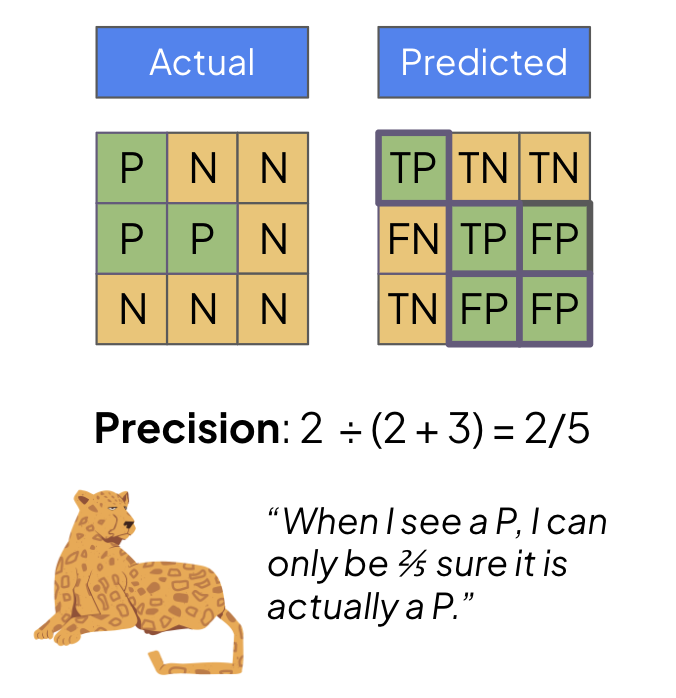 Actual Predicted
P N N TP TN TN
P P N FN TP FP
N N N TN FP FP
Precision: 2 ÷ (2 + 3) = 2/5
“When I see a P, I can
only be ⅖ sure it is
actually a P.”